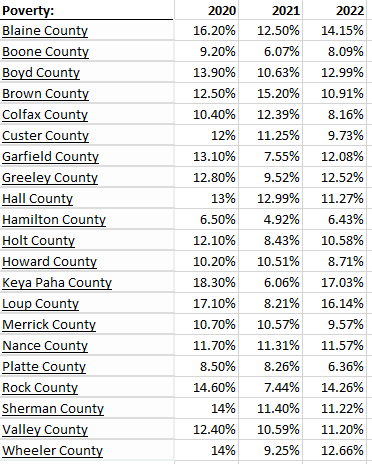 Poverty: 2020 2021 2022
Blaine County 16.20% 12.50% 14.15%
Boone County 9.20% 6.07% 8.09%
Boyd County 13.90% 10.63% 12.99%
Brown County 12.50% 15.20% 10.91%
Colfax County 10.40% 12.39% 8.16%
Custer County 12% 11.25% 9.73%
Garfield County 13.10% 7.55% 12.08%
Greeley County 12.80% 9.52% 12.52%
Hall County 13% 12.99% 11.27%
Hamilton County 6.50% 4.92% 6.43%
Holt County 12.10% 8.43% 10.58%
Howard County 10.20% 10.51% 8.71%
Keya Paha County 18.30% 6.06% 17.03%
Loup County 17.10% 8.21% 16.14%
Merrick County 10.70% 10.57% 9.57%
Nance County 11.70% 11.31% 11.57%
Platte County 8.50% 8.26% 6.36%
Rock County 14.60% 7.44% 14.26%
Sherman County 14% 11.40% 11.22%
Valley County 12.40% 10.59% 11.20%
Wheeler County 14% 9.25% 12.66%